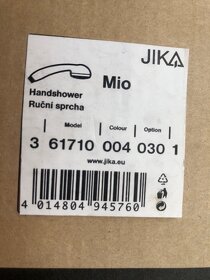 JIKA
Mio
Handshower
Ruční sprcha
Model Colour Option
3 61710 004 030 1
www.jika.eu
4 014804 945760